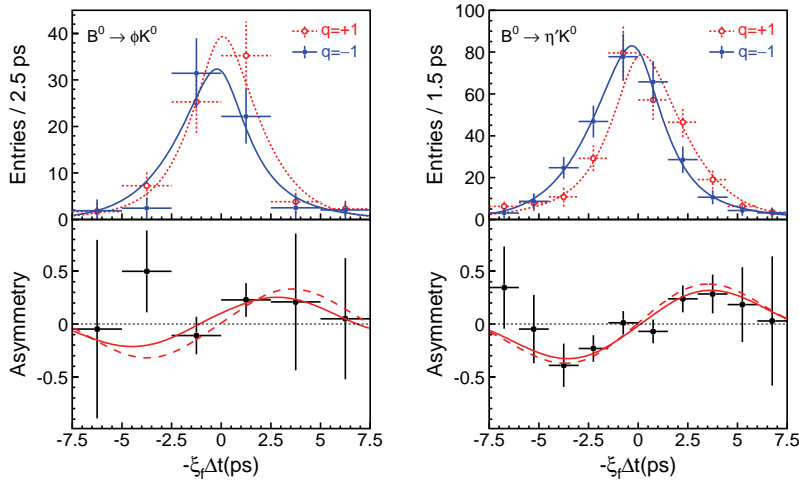 B⁰ → φK⁰
q=+1
q=−1
Entries / 2.5 ps
40
30
20
10
0
Asymmetry
0.5
0
-0.5
-7.5 -5 -2.5 0 2.5 5 7.5
-ξfΔt(ps)
B⁰ → η′K⁰
q=+1
q=−1
Entries / 1.5 ps
100
80
60
40
20
0
Asymmetry
0.5
0
-0.5
-7.5 -5 -2.5 0 2.5 5 7.5
-ξfΔt(ps)